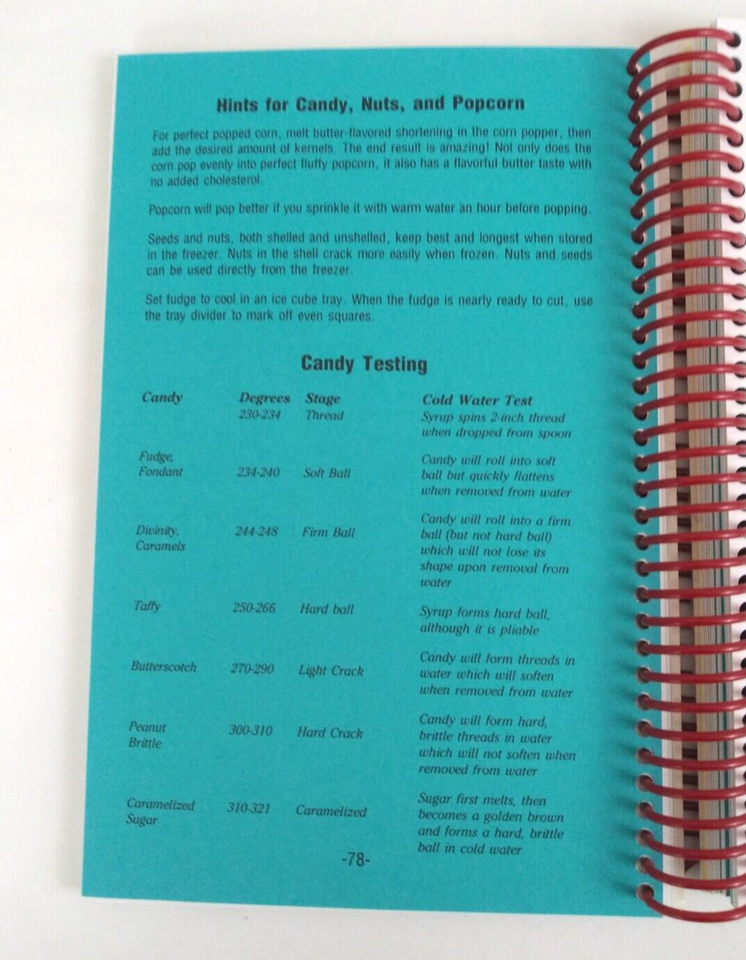 Hints for Candy, Nuts, and Popcorn
For perfect popped corn, melt butter-flavored shortening in the corn popper, then
add the desired amount of kernels. The end result is amazing! Not only does the
corn pop evenly into perfect fluffy popcorn, it also has a flavorful butter taste with
no added cholesterol.
Popcorn will pop better if you sprinkle it with warm water an hour before popping.
Seeds and nuts, both shelled and unshelled, keep best and longest when stored
in the freezer. Nuts in the shell crack more easily when frozen. Nuts and seeds
can be used directly from the freezer.
Set fudge to cool in an ice cube tray. When the fudge is nearly ready to cut, use
the tray divider to mark off even squares.
Candy Testing
Candy Degrees Stage Cold Water Test
230-234 Thread Syrup spins 2-inch thread
when dropped from spoon
Fudge, Candy will roll into soft
Fondant 234-240 Soft Ball ball but quickly flattens
when removed from water
Candy will roll into a firm
Divinity, 244-248 Firm Ball ball (but not hard ball)
Caramels which will not lose its
shape upon removal from
water
Taffy 250-266 Hard ball Syrup forms hard ball,
although it is pliable
Butterscotch 270-290 Light Crack Candy will form threads in
water which will soften
when removed from water
Peanut 300-310 Hard Crack Candy will form hard,
Brittle brittle threads in water
which will not soften when
removed from water
Caramelized 310-321 Caramelized Sugar first melts, then
Sugar becomes a golden brown
and forms a hard, brittle
ball in cold water
-78-